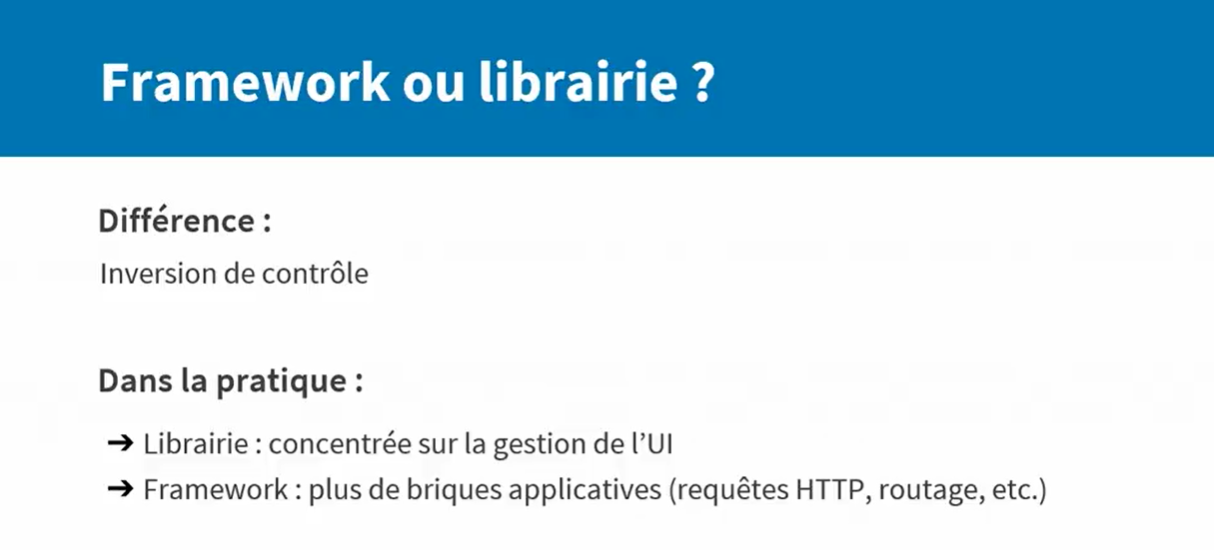 Framework ou librairie ?
Différence :
Inversion de contrôle
Dans la pratique :
➔ Librairie : concentrée sur la gestion de l’UI
➔ Framework : plus de briques applicatives (requêtes HTTP, routage, etc.)